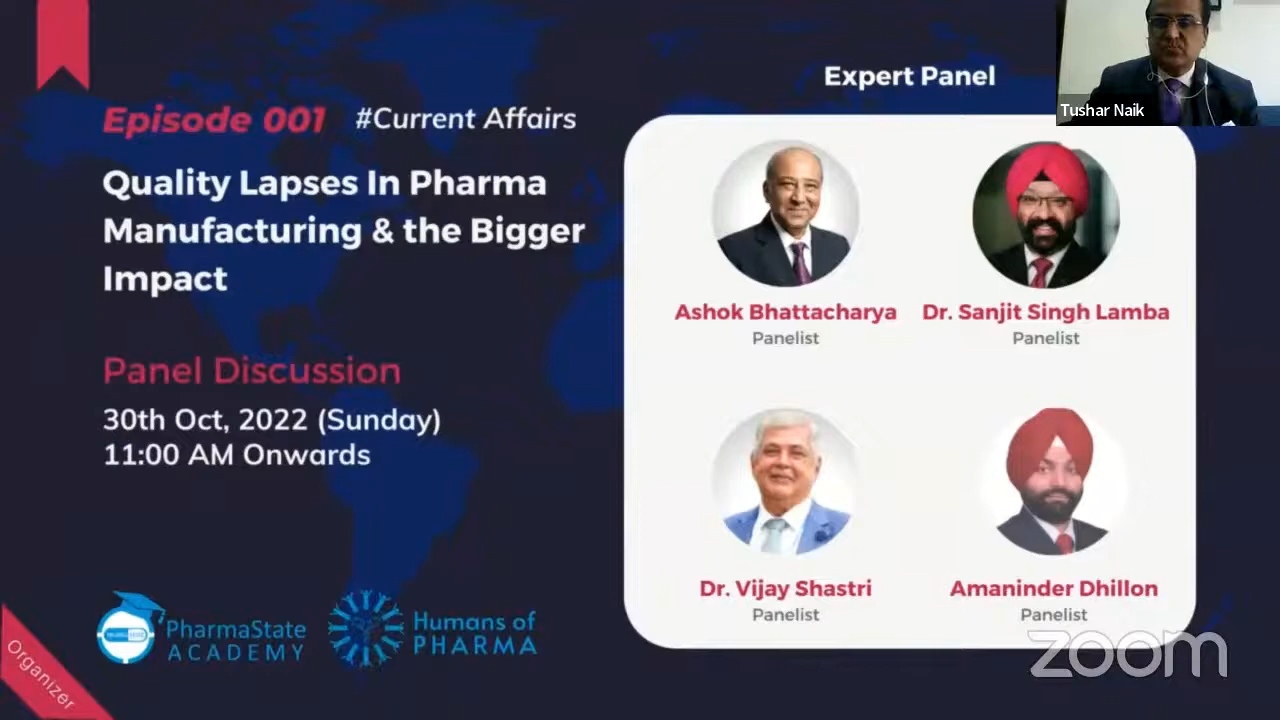 Episode 001 #Current Affairs
Quality Lapses In Pharma
Manufacturing & the Bigger
Impact
Panel Discussion
30th Oct, 2022 (Sunday)
11:00 AM Onwards
PharmaState
ACADEMY
Humans of
PHARMA
Organizer
Expert Panel
Tushar Naik
Ashok Bhattacharya
Panelist
Dr. Sanjit Singh Lamba
Panelist
Dr. Vijay Shastri
Panelist
Amaninder Dhillon
Panelist
zoom